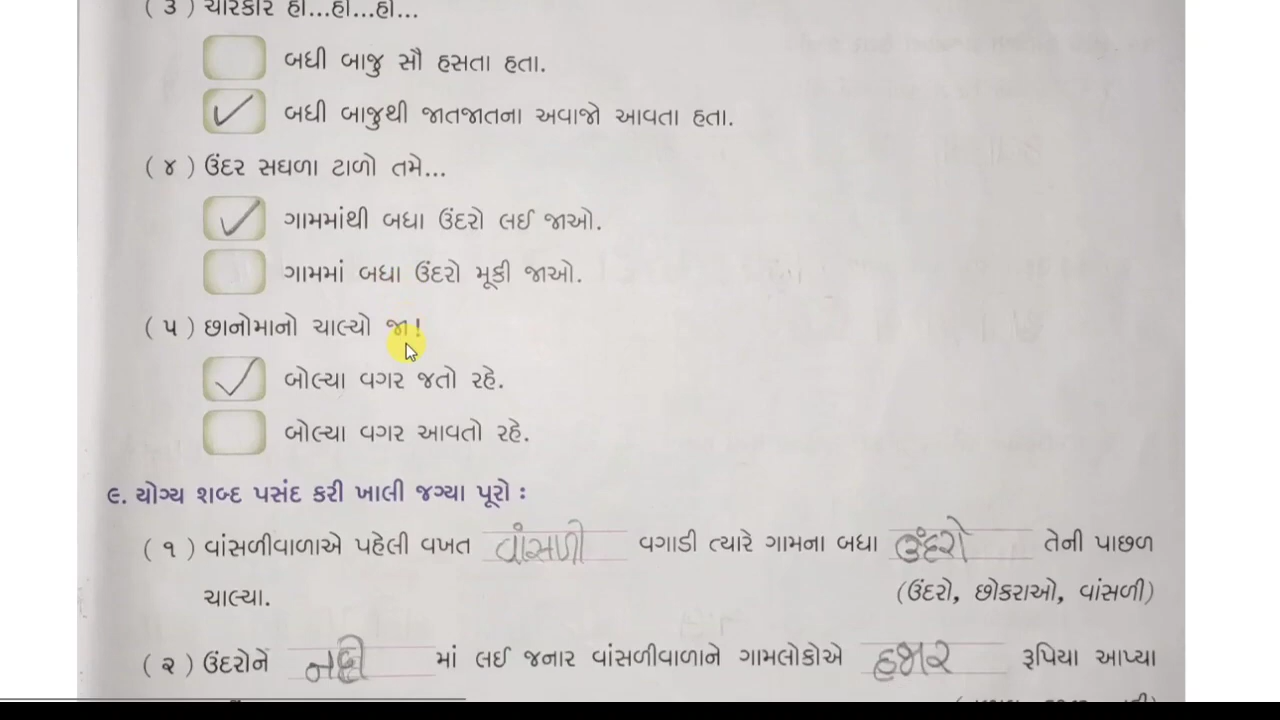 ( ૩ ) ચારેકોર હો...હો...હો...
બધી બાજુ સૌ હસતા હતા.
બધી બાજુથી જાતજાતના અવાજો આવતા હતા.
( ૪ ) ઉંદર સઘળા ટાળો તમે...
ગામમાંથી બધા ઉંદરો લઈ જાઓ.
ગામમાં બધા ઉંદરો મૂકી જાઓ.
( ૫ ) છાનોમાનો ચાલ્યો જા !
બોલ્યા વગર જતો રહે.
બોલ્યા વગર આવતો રહે.
૯. યોગ્ય શબ્દ પસંદ કરી ખાલી જગ્યા પૂરો :
( ૧ ) વાંસળીવાળાએ પહેલી વખત વાંસળી વગાડી ત્યારે ગામના બધા ઉંદરો તેની પાછળ
ચાલ્યા. (ઉંદરો, છોકરાઓ, વાંસળી)
( ૨ ) ઉંદરોને નદી માં લઈ જનાર વાંસળીવાળાને ગામલોકોએ હજાર રૂપિયા આપ્યા